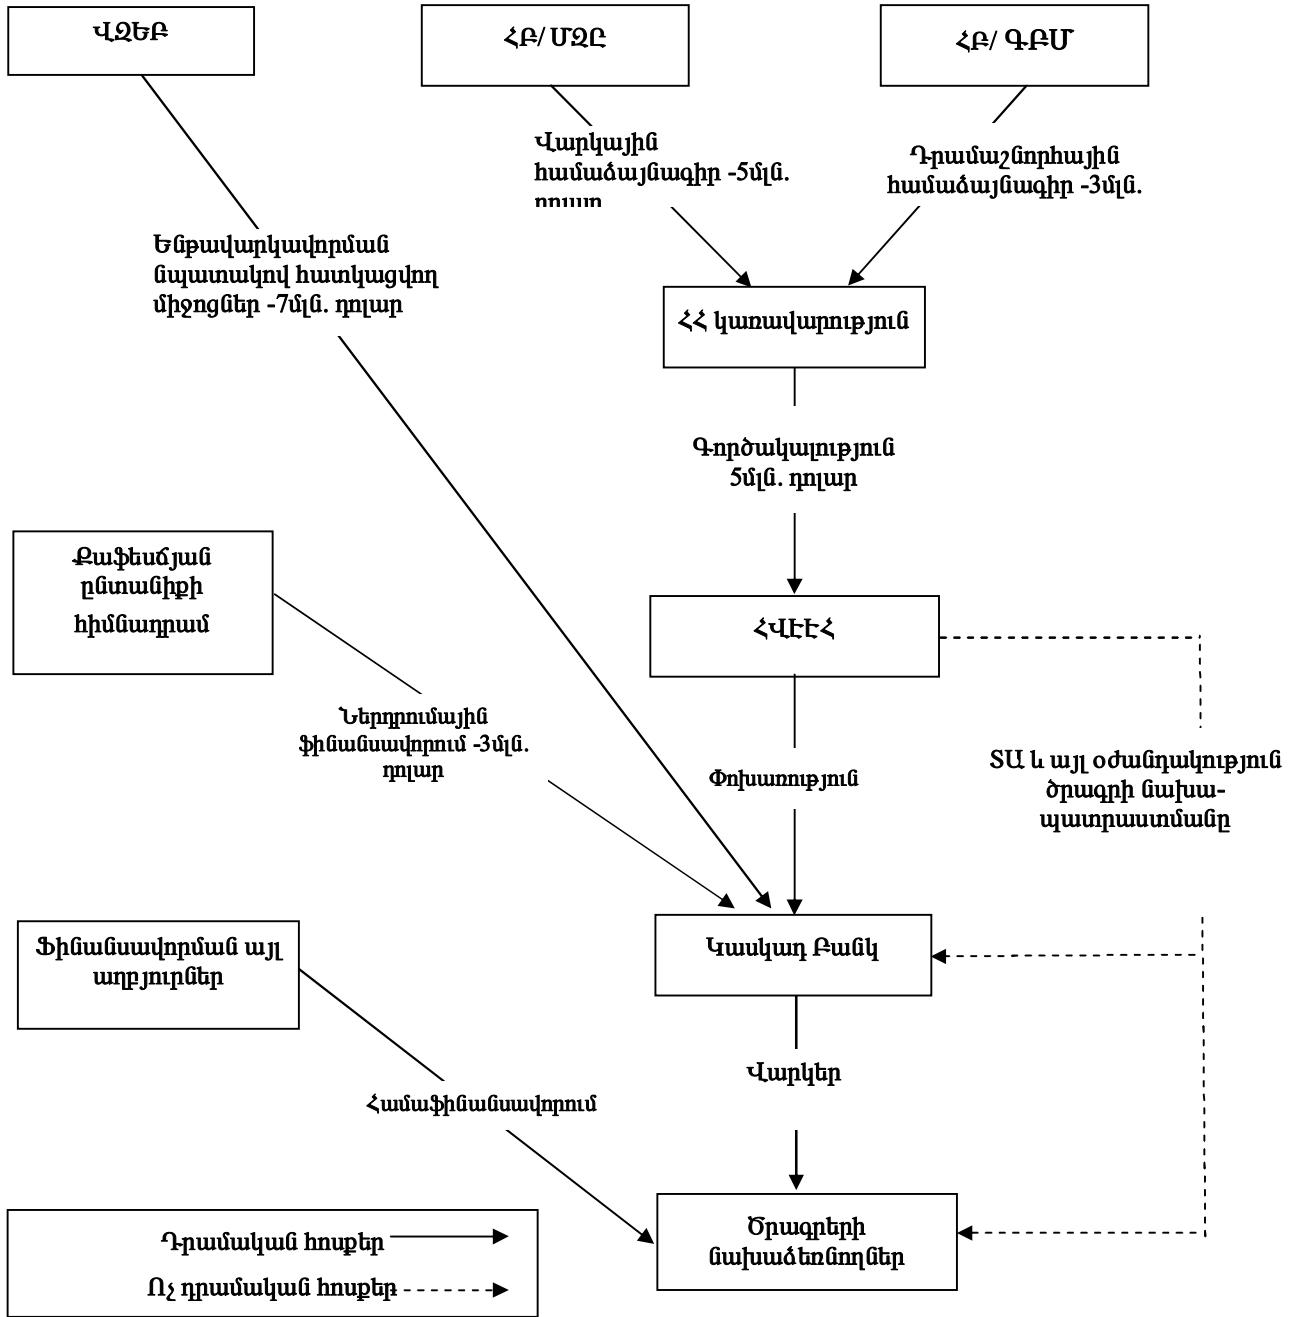 ՎԶԵԲ
ՀԲ/ ՄԶԸ
ՀԲ/ ԳԲՄ
Վարկային
համաձայնագիր -5մլն.
դոլար
Դրամաշնորհային
համաձայնագիր -3մլն.
Ենթավարկավորման
նպատակով հատկացվող
միջոցներ -7մլն. դոլար
ՀՀ կառավարություն
Գործակալություն
5մլն. դոլար
Քաֆեսճյան
ընտանիքի
հիմնադրամ
ՀՎԷԷՀ
Ներդրումային
ֆինանսավորում -3մլն.
դոլար
Փոխառություն
ՏԱ և այլ օժանդակություն
ծրագրի նախա-
պատրաստմանը
Ֆինանսավորման այլ
աղբյուրներ
Կասկադ Բանկ
Վարկեր
Համաֆինանսավորում
Ծրագրերի
նախաձեռնողներ
Դրամական հոսքեր
Ոչ դրամական հոսքեր